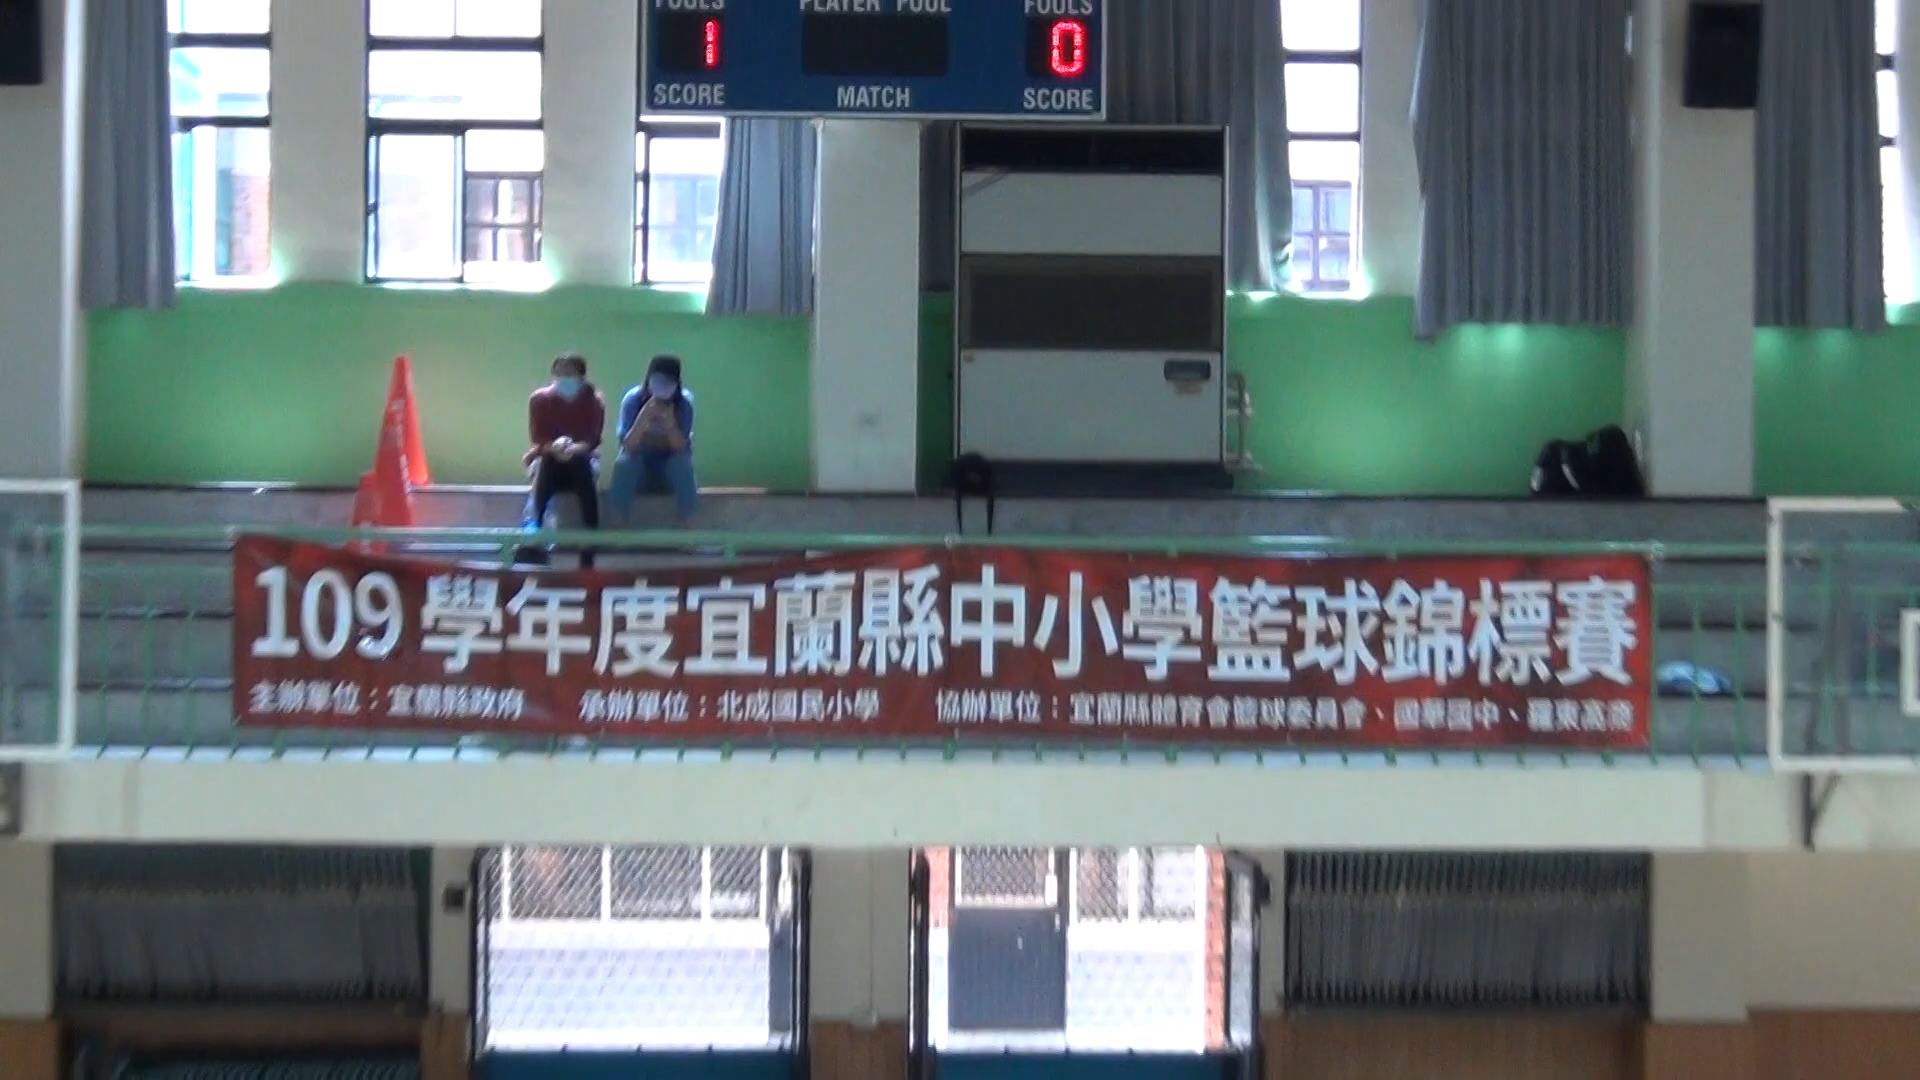 FOULS PLAYER FOUL FOULS
1 0
SCORE MATCH SCORE
109學年度宜蘭縣中小學籃球錦標賽
主辦單位：宜蘭縣政府 承辦單位：北成國民小學 協辦單位：宜蘭縣體育會籃球委員會、國華國中、羅東高商